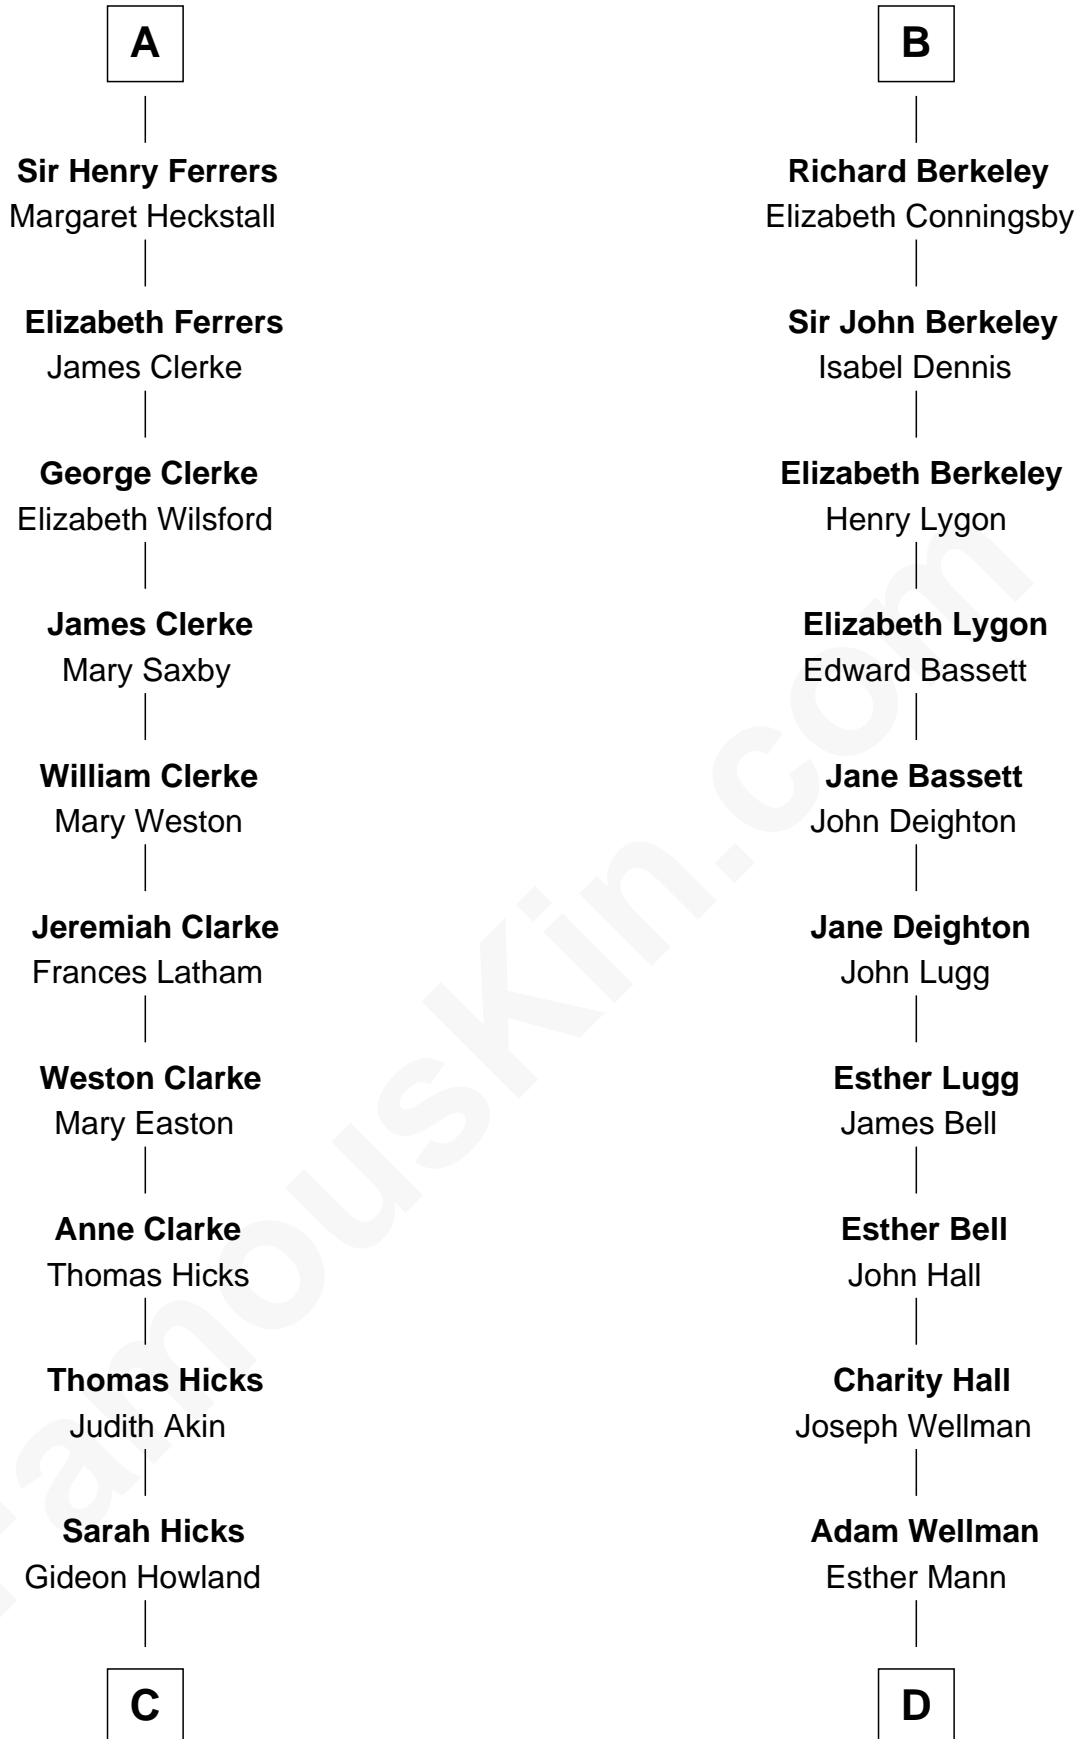 A
Sir Henry Ferrers
Margaret Heckstall
Elizabeth Ferrers
James Clerke
George Clerke
Elizabeth Wilsford
James Clerke
Mary Saxby
William Clerke
Mary Weston
Jeremiah Clarke
Frances Latham
Weston Clarke
Mary Easton
Anne Clarke
Thomas Hicks
Thomas Hicks
Judith Akin
Sarah Hicks
Gideon Howland
C
B
Richard Berkeley
Elizabeth Conningsby
Sir John Berkeley
Isabel Dennis
Elizabeth Berkeley
Henry Lygon
Elizabeth Lygon
Edward Bassett
Jane Bassett
John Deighton
Jane Deighton
John Lugg
Esther Lugg
James Bell
Esther Bell
John Hall
Charity Hall
Joseph Wellman
Adam Wellman
Esther Mann
D
FamousKin.com